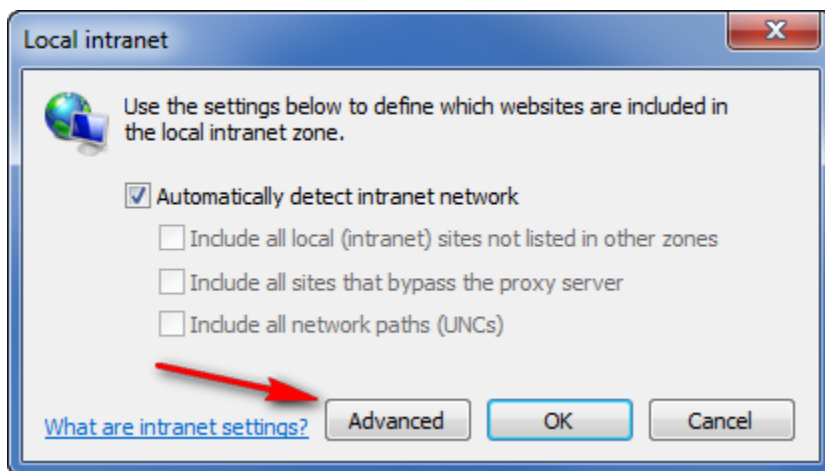 Local intranet
Use the settings below to define which websites are included in
the local intranet zone.
Automatically detect intranet network
Include all local (intranet) sites not listed in other zones
Include all sites that bypass the proxy server
Include all network paths (UNCs)
What are intranet settings? Advanced OK Cancel